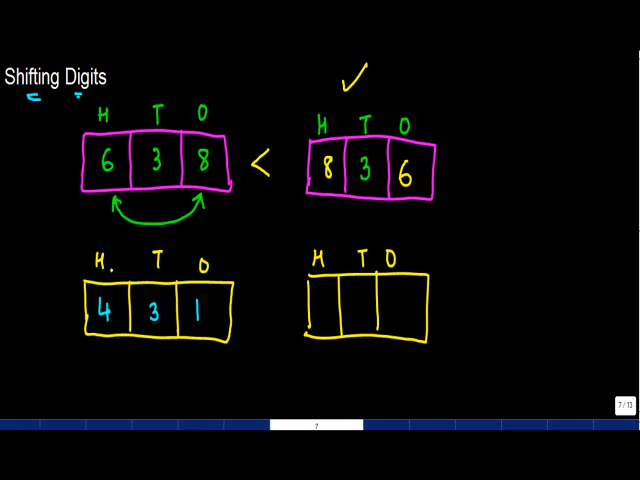 Shifting Digits
H T O H T O
6 3 8 < 8 3 6
H. T O H T O
4 3 1
7 / 13
7